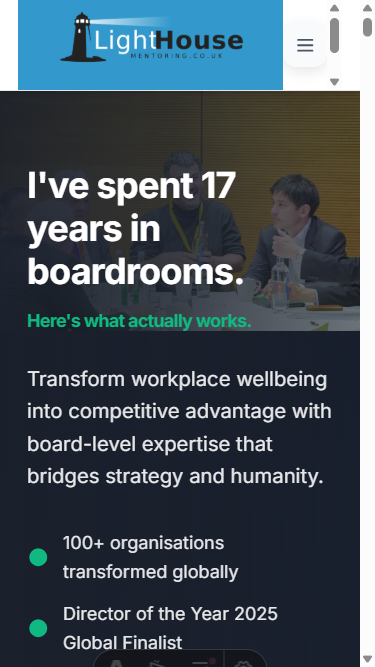 LightHouse
MENTORING.CO.UK
I've spent 17
years in
boardrooms.
Here's what actually works.
Transform workplace wellbeing
into competitive advantage with
board-level expertise that
bridges strategy and humanity.
100+ organisations
transformed globally
Director of the Year 2025
Global Finalist